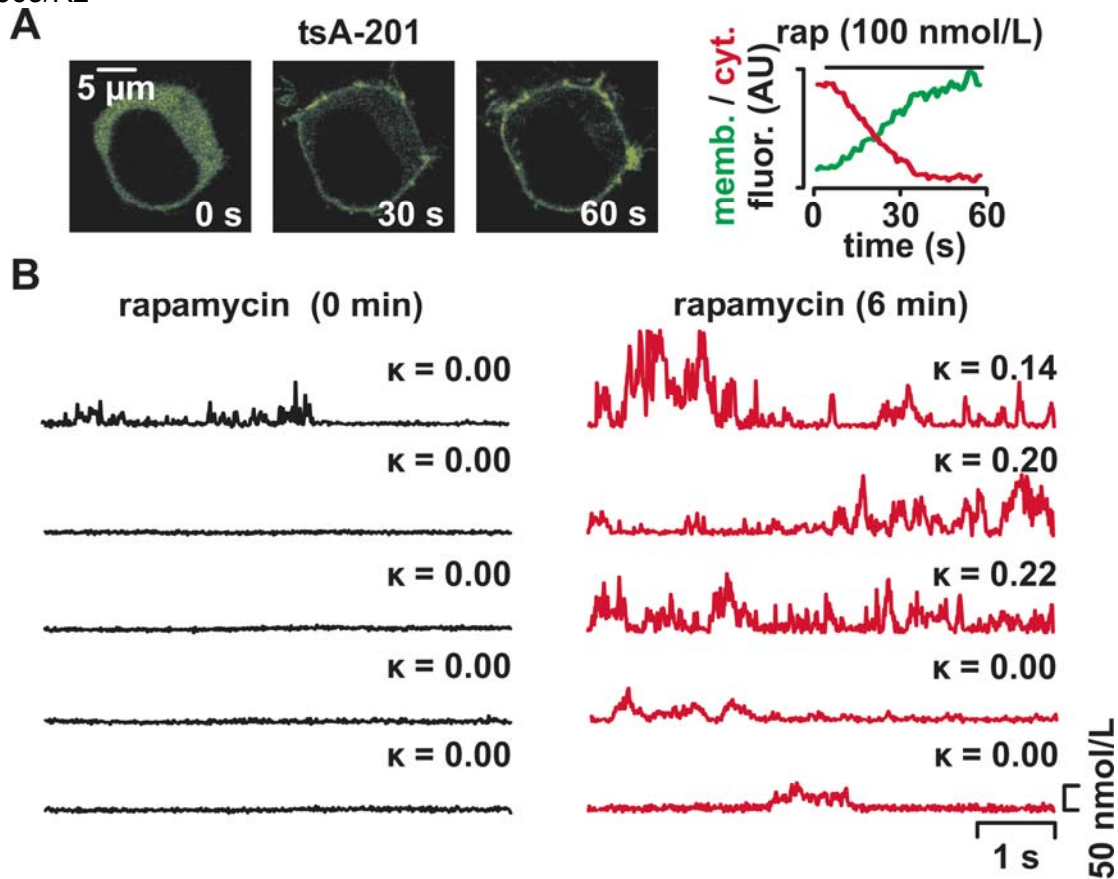 A
tsA-201
5 µm
0 s
30 s
60 s
rap (100 nmol/L)
memb. / cyt.
fluor. (AU)
0 30 60
time (s)
B
rapamycin (0 min)
κ = 0.00
κ = 0.00
κ = 0.00
κ = 0.00
κ = 0.00
rapamycin (6 min)
κ = 0.14
κ = 0.20
κ = 0.22
κ = 0.00
κ = 0.00
50 nmol/L
1 s